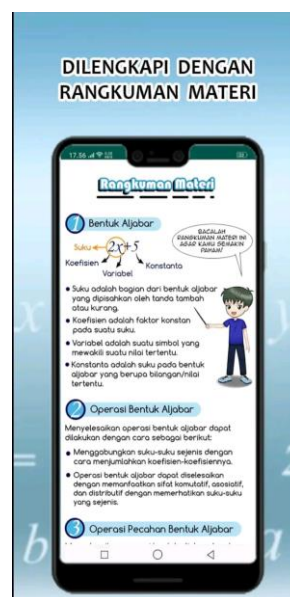 DILENGKAPI DENGAN
RANGKUMAN MATERI
17.56
Rangkuman Materi
1 Bentuk Aljabar
Suku 2x+5
Koefisien Konstanta
Variabel
BACALAH
RANGKUMAN MATERI INI
AGAR KAMU SEMAKIN
PAHAM!
• Suku adalah bagian dari bentuk aljabar
yang dipisahkan oleh tanda tambah
atau kurang.
• Koefisien adalah faktor konstan
pada suatu suku.
• Variabel adalah suatu simbol yang
mewakili suatu nilai tertentu.
• Konstanta adalah suku pada bentuk
aljabar yang berupa bilangan/nilai
tertentu.
2 Operasi Bentuk Aljabar
Menyelesaikan operasi bentuk aljabar dapat
dilakukan dengan cara sebagai berikut:
• Menggabungkan suku-suku sejenis dengan
cara menjumlahkan koefisien-koefisiennya.
• Operasi bentuk aljabar dapat diselesaikan
dengan memanfaatkan sifat komutatif, asosiatif,
dan distributif dengan memerhatikan suku-suku
yang sejenis.
3 Operasi Pecahan Bentuk Aljabar
x
y
=
2
b
a